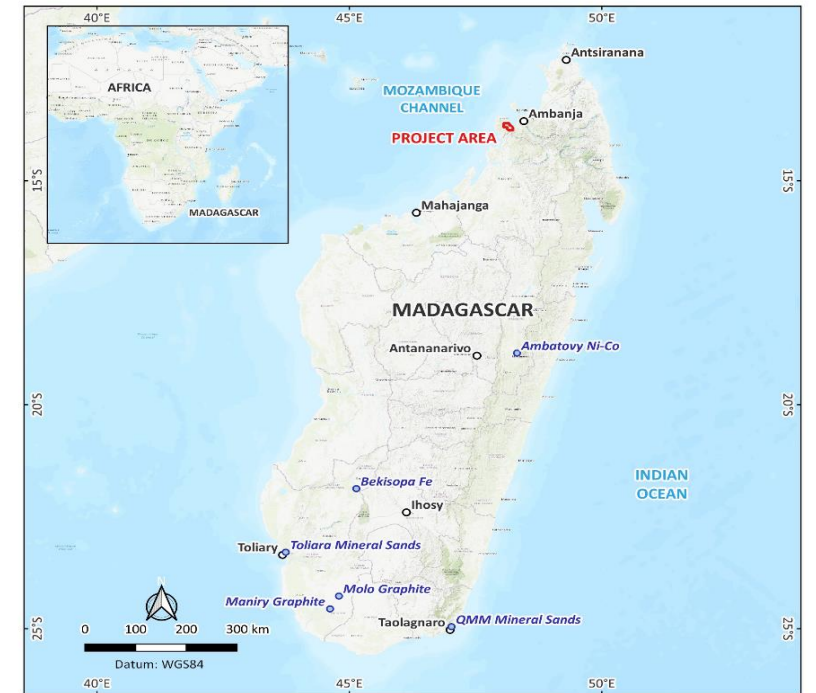 40°E
45°E
50°E
AFRICA
MADAGASCAR
Antsiranana
MOZAMBIQUE
CHANNEL
Ambanja
PROJECT AREA
15°S
15°S
Mahajanga
MADAGASCAR
Antananarivo
Ambatovy Ni-Co
20°S
20°S
Bekisopa Fe
INDIAN
OCEAN
Ihosy
Toliary
Toliara Mineral Sands
Molo Graphite
Maniry Graphite
Taolagnaro
QMM Mineral Sands
N
0 100 200 300 km
Datum: WGS84
25°S
25°S
40°E
45°E
50°E